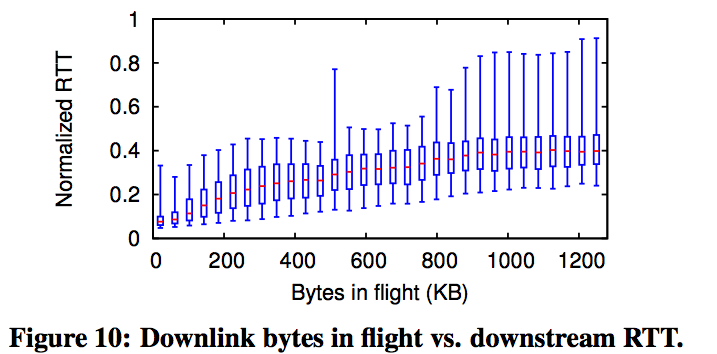 1
0.8
0.6
0.4
0.2
0
Normalized RTT
0 200 400 600 800 1000 1200
Bytes in flight (KB)
Figure 10: Downlink bytes in flight vs. downstream RTT.